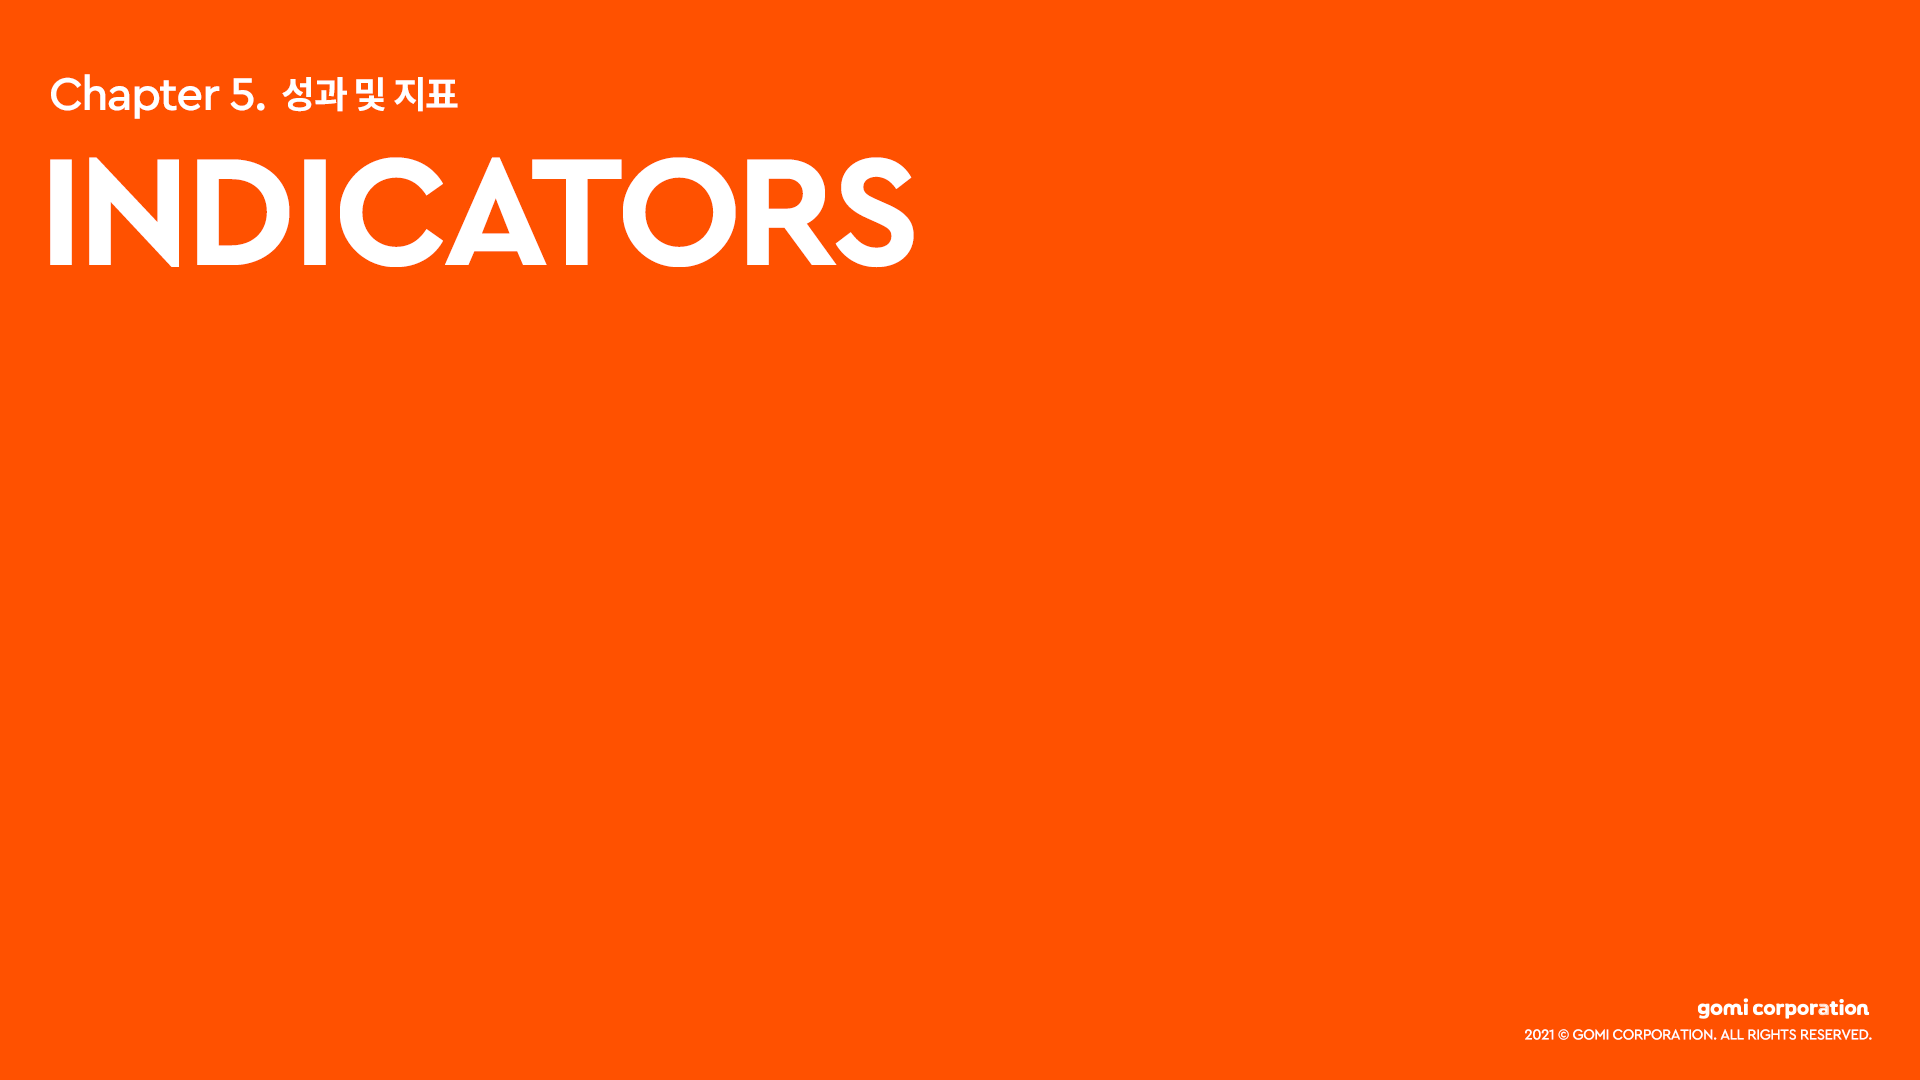 Chapter 5. 성과 및 지표
INDICATORS
gomi corporation
2021 © GOMI CORPORATION. ALL RIGHTS RESERVED.